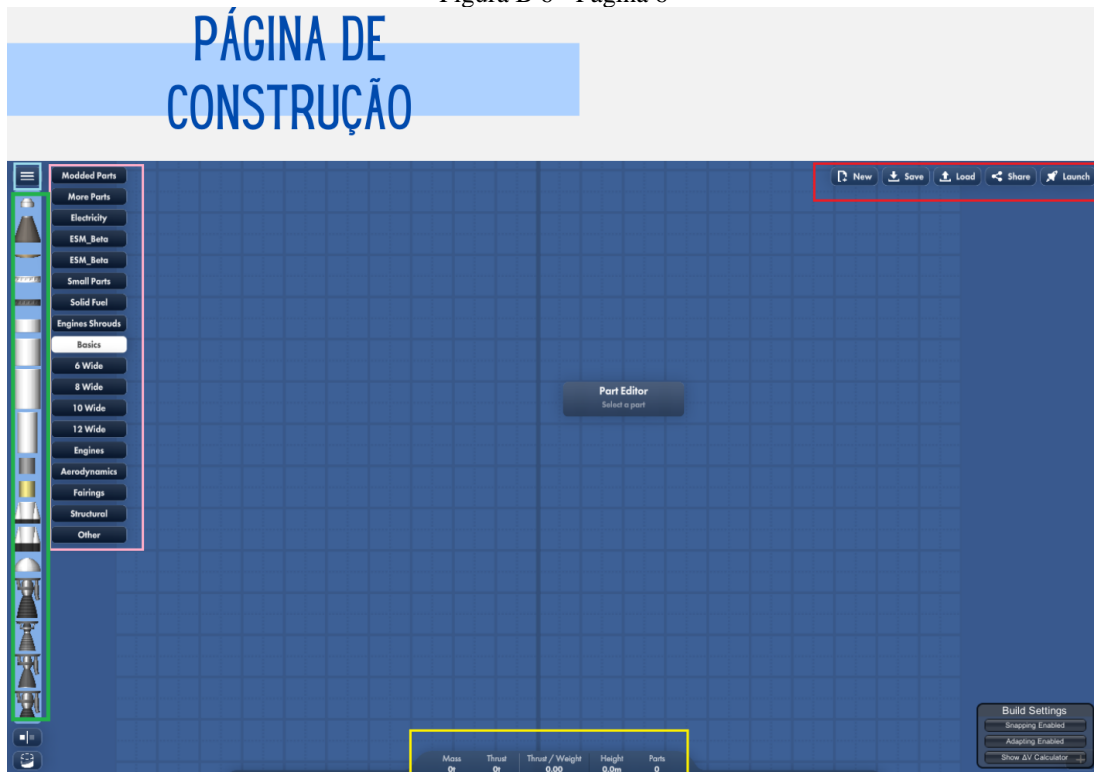 Figura B 8 - Página 8
PÁGINA DE
CONSTRUÇÃO
Modded Parts
More Parts
Electricity
ESM_Beta
ESM_Beta
Small Parts
Solid Fuel
Engines Shrouds
Basics
6 Wide
8 Wide
10 Wide
12 Wide
Engines
Aerodynamics
Fairings
Structural
Other
New Save Load Share Launch
Part Editor
Select a part
Mass Thrust Thrust / Weight Height Parts
0t 0t 0.00 0.0m 0
Build Settings
Snapping Enabled
Adapting Enabled
Show ΔV Calculator